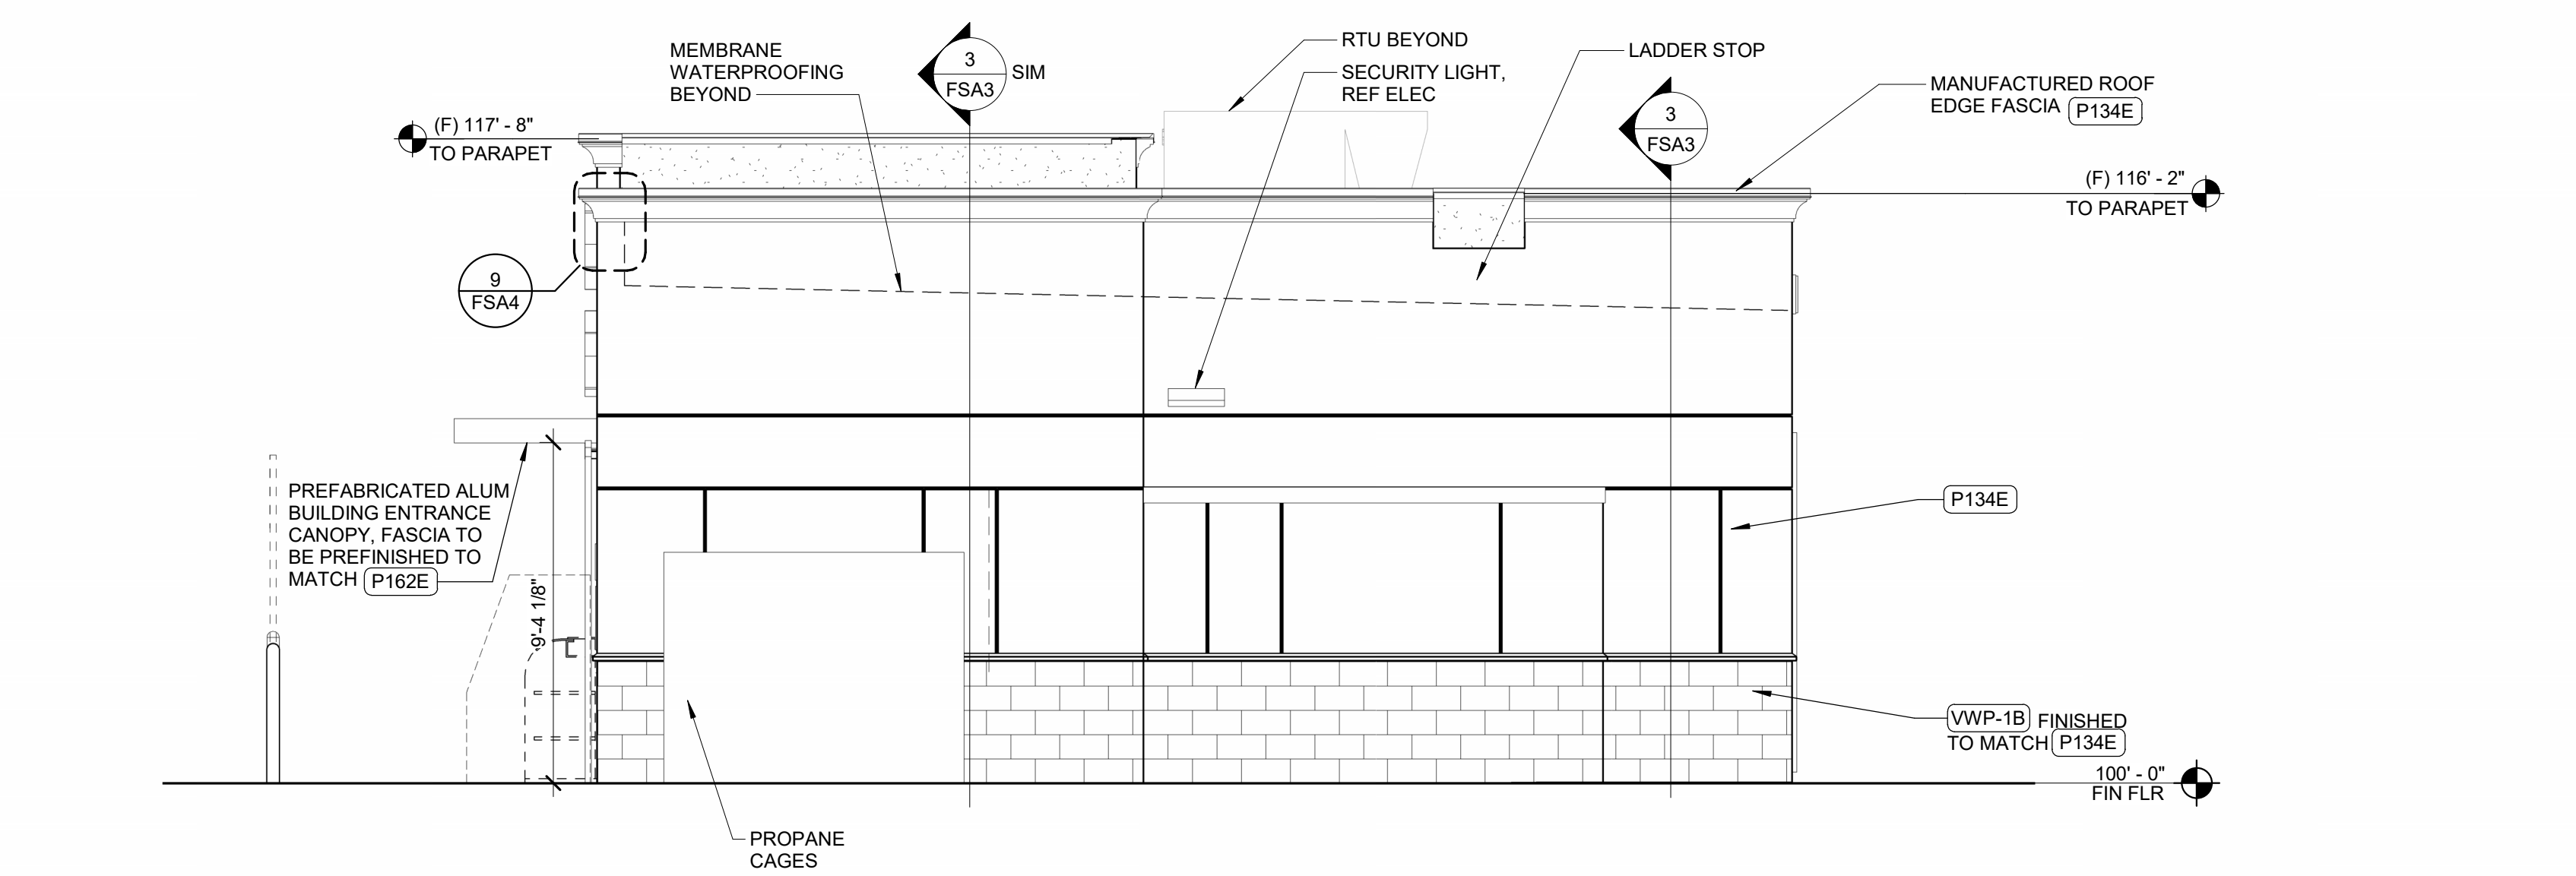 MEMBRANE
WATERPROOFING
BEYOND
3
FSA3
SIM
RTU BEYOND
SECURITY LIGHT,
REF ELEC
LADDER STOP
3
FSA3
MANUFACTURED ROOF
EDGE FASCIA P134E
(F) 117' - 8"
TO PARAPET
(F) 116' - 2"
TO PARAPET
9
FSA4
PREFABRICATED ALUM
BUILDING ENTRANCE
CANOPY, FASCIA TO
BE PREFINISHED TO
MATCH P162E
9'-4 1/8"
P134E
VWP-1B FINISHED
TO MATCH P134E
100' - 0"
FIN FLR
PROPANE
CAGES